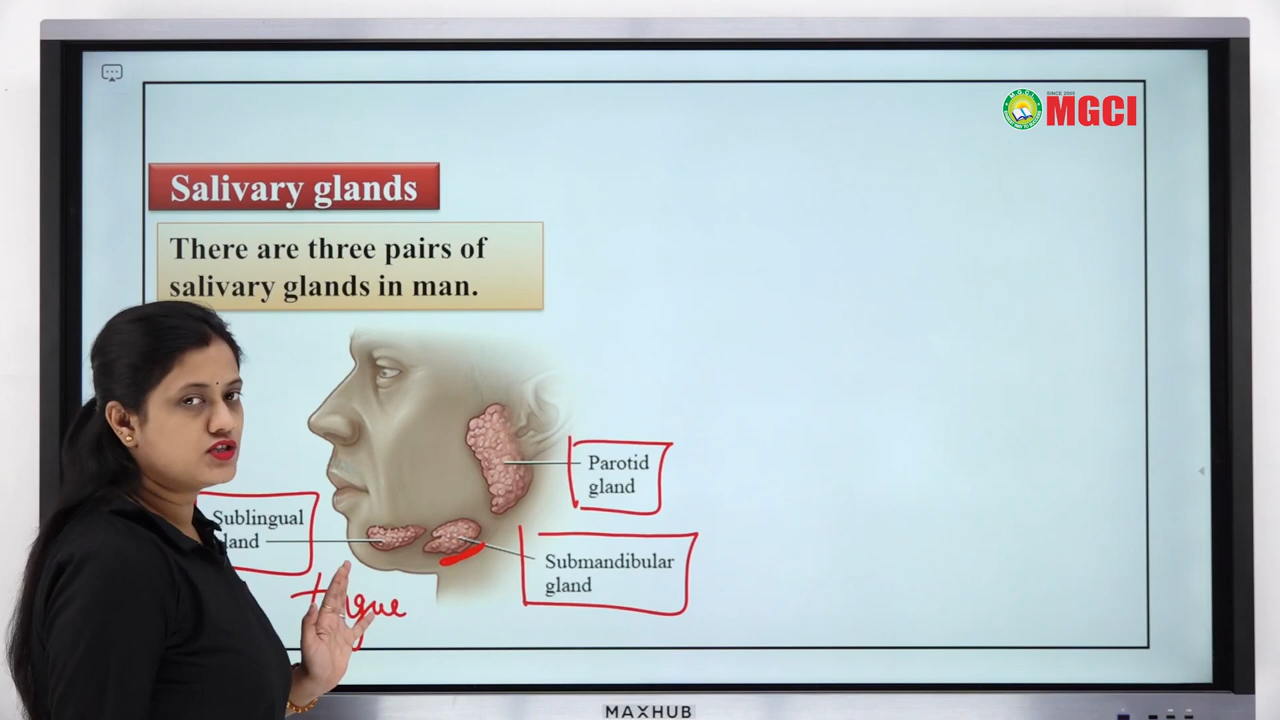 SINCE 2005
MGCI
Salivary glands
There are three pairs of
salivary glands in man.
Parotid
gland
Sublingual
Submandibular
gland
MAXHUB